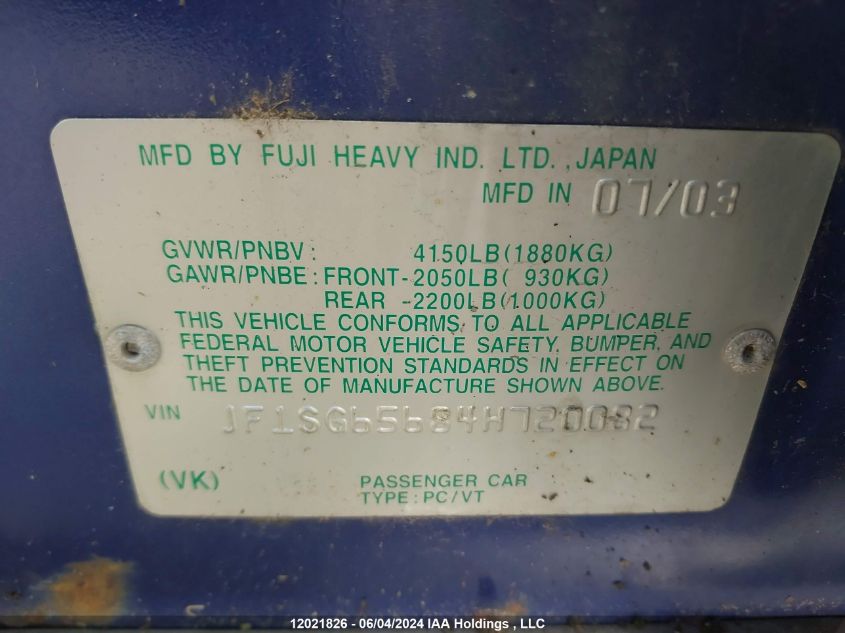 MFD BY FUJI HEAVY IND. LTD., JAPAN
MFD IN 07/03
GVWR/PNBV: 4150LB(1880KG)
GAWR/PNBE: FRONT-2050LB( 930KG)
REAR -2200LB(1000KG)
THIS VEHICLE CONFORMS TO ALL APPLICABLE
FEDERAL MOTOR VEHICLE SAFETY, BUMPER, AND
THEFT PREVENTION STANDARDS IN EFFECT ON
THE DATE OF MANUFACTURE SHOWN ABOVE.
VIN JF1SG65684H720082
(VK) PASSENGER CAR
TYPE: PC/VT
12021826 - 06/04/2024 IAA Holdings , LLC